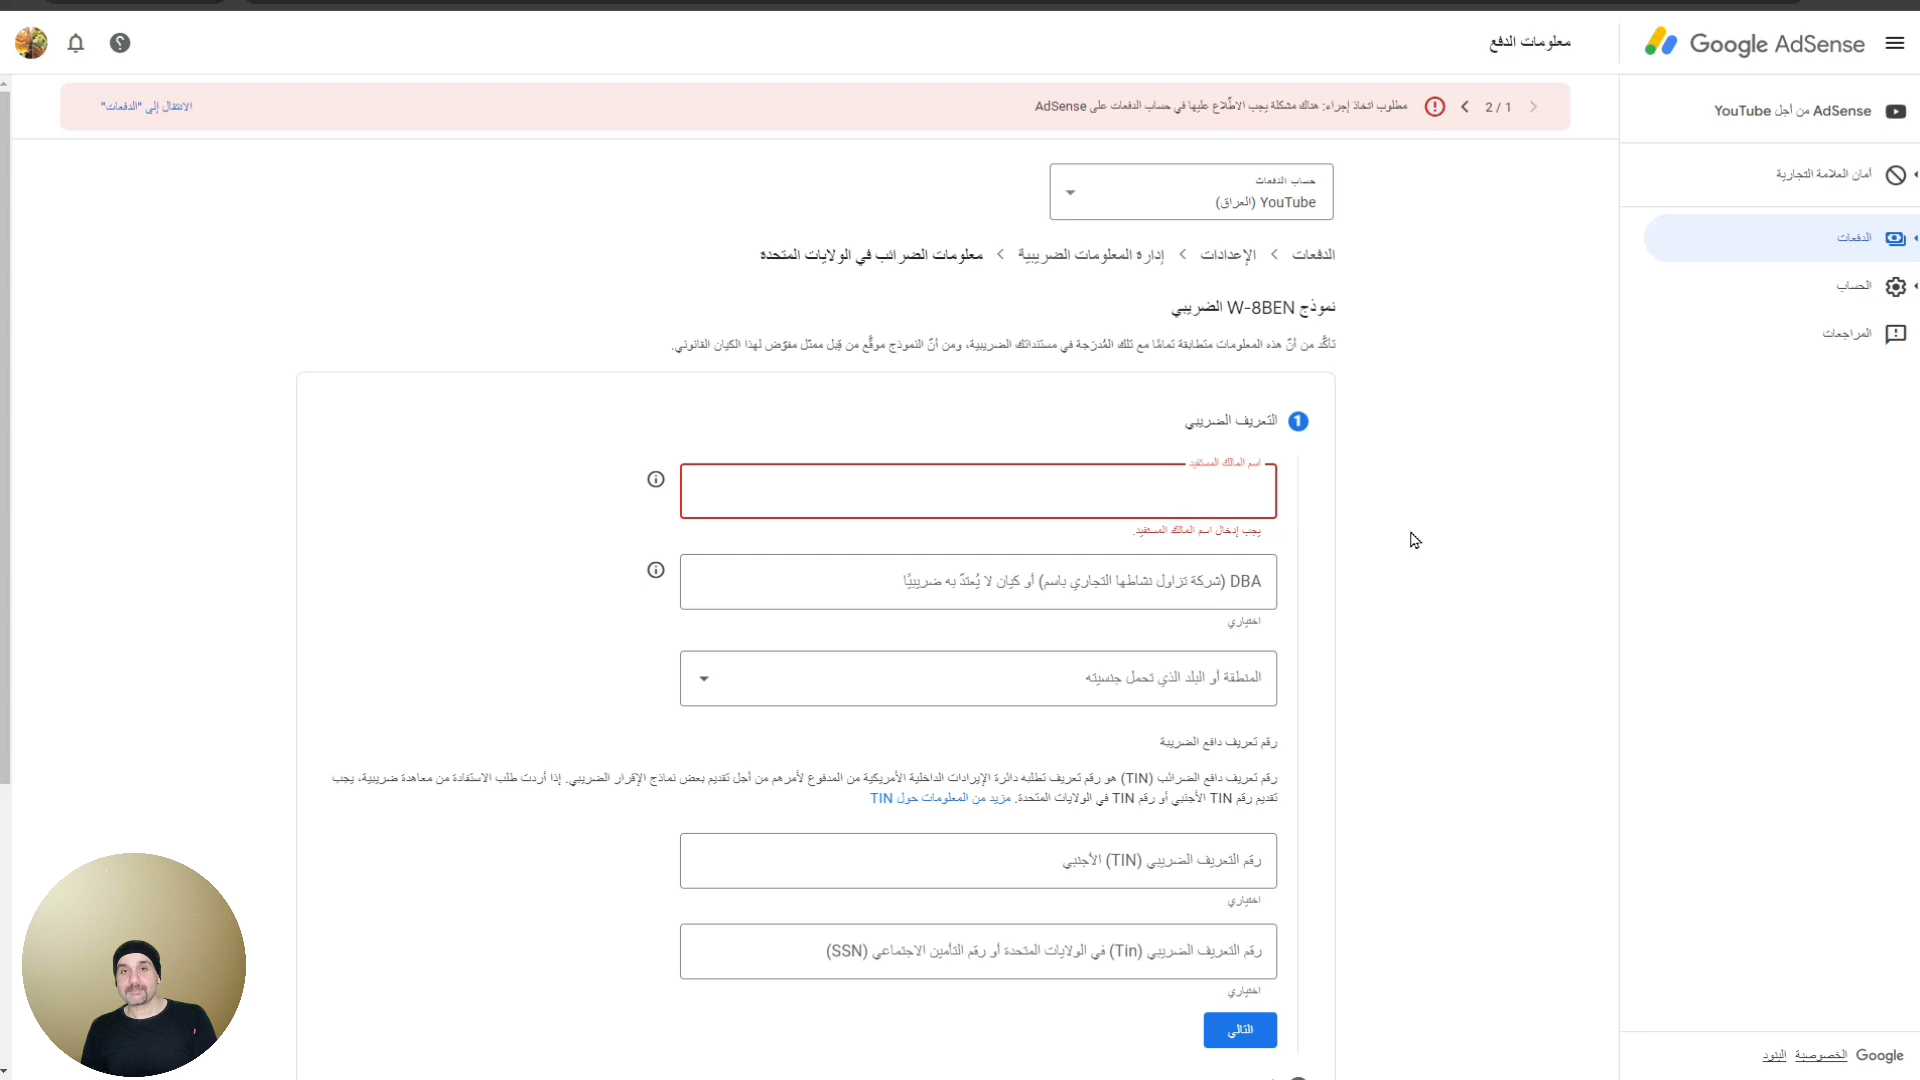 Google AdSense
معلومات الدفع
AdSense من أجل YouTube
أمان العلامة التجارية
الدفعات
الحساب
المراجعات
2 / 1
مطلوب اتخاذ إجراء: هناك مشكلة يجب الاطّلاع عليها في حساب الدفعات على AdSense
الانتقال إلى "الدفعات"
حساب الدفعات
YouTube (العراق)
الدفعات > الإعدادات > إدارة المعلومات الضريبية > معلومات الضرائب في الولايات المتحدة
نموذج W-8BEN الضريبي
تأكَّد من أنّ هذه المعلومات متطابقة تمامًا مع تلك المُدرَجة في مستنداتك الضريبية، ومن أنّ النموذج موقَّع من قِبل ممثل مفوّض لهذا الكيان القانوني.
1 التعريف الضريبي
اسم المالك المستفيد
يجب إدخال اسم المالك المستفيد.
DBA (شركة تزاول نشاطها التجاري باسم) أو كيان لا يُعتدّ به ضريبيًا
اختياري
المنطقة أو البلد الذي تحمل جنسيته
رقم تعريف دافع الضريبة
رقم تعريف دافع الضرائب (TIN) هو رقم تعريف تطلبه دائرة الإيرادات الداخلية الأمريكية من المدفوع لأمرهم من أجل تقديم بعض نماذج الإقرار الضريبي. إذا أردت طلب الاستفادة من معاهدة ضريبية، يجب
تقديم رقم TIN الأجنبي أو رقم TIN في الولايات المتحدة. مزيد من المعلومات حول TIN
رقم التعريف الضريبي (TIN) الأجنبي
اختياري
رقم التعريف الضريبي (Tin) في الولايات المتحدة أو رقم التأمين الاجتماعي (SSN)
اختياري
التالي
Google الخصوصية البنود